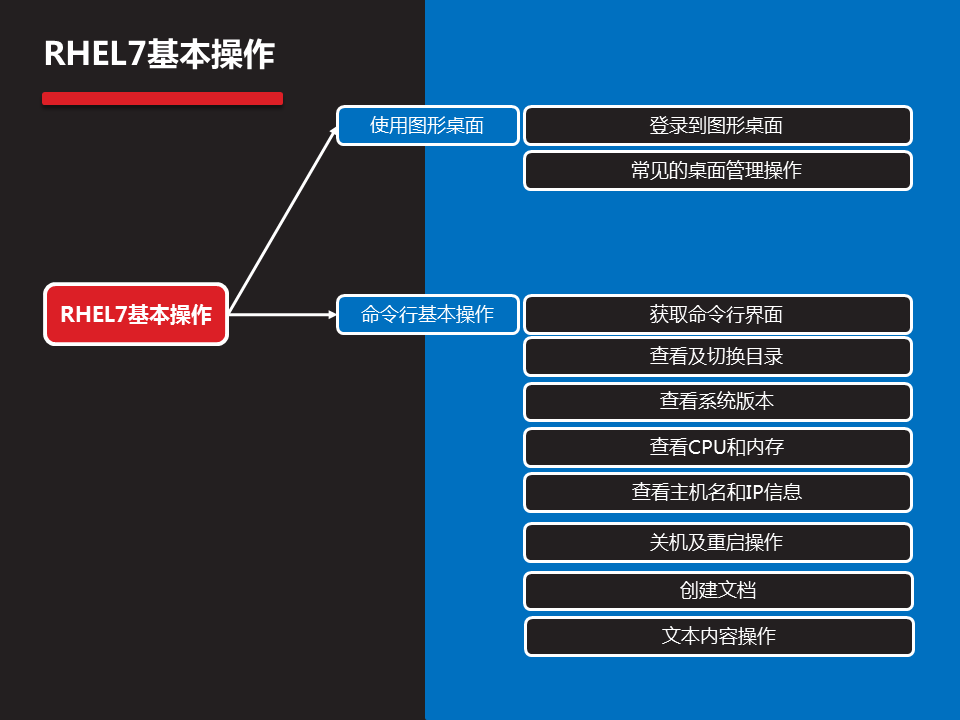 RHEL7基本操作
使用图形桌面
登录到图形桌面
常见的桌面管理操作
RHEL7基本操作
命令行基本操作
获取命令行界面
查看及切换目录
查看系统版本
查看CPU和内存
查看主机名和IP信息
关机及重启操作
创建文档
文本内容操作